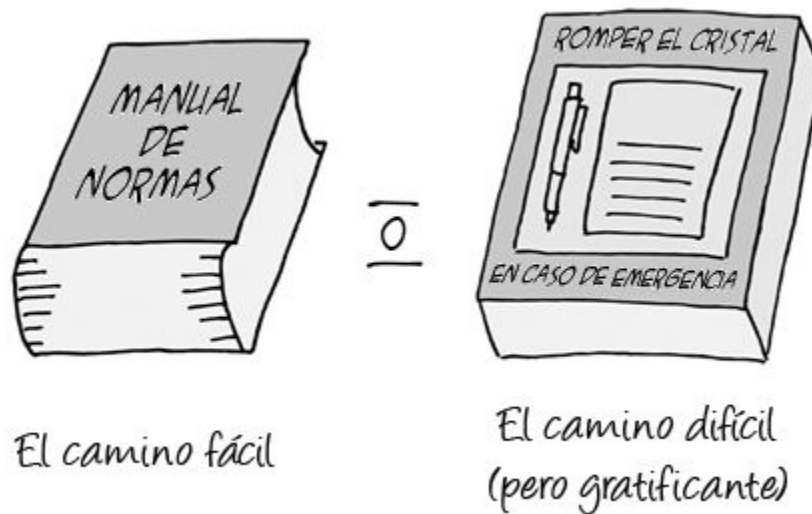 MANUAL
DE
NORMAS
O
ROMPER EL CRISTAL
EN CASO DE EMERGENCIA
El camino fácil
El camino difícil
(pero gratificante)